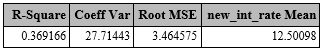 R-Square Coeff Var Root MSE new_int_rate Mean
0.369166 27.71443 3.464575 12.50098